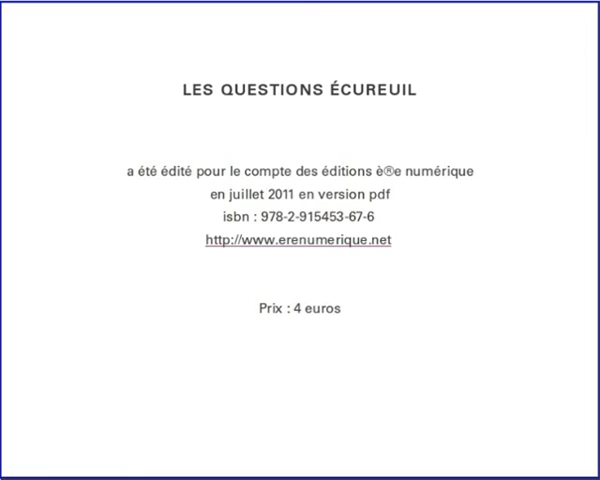 LES QUESTIONS ÉCUREUIL
a été édité pour le compte des éditions è®e numérique
en juillet 2011 en version pdf
isbn : 978-2-915453-67-6
http://www.erenumerique.net
Prix : 4 euros